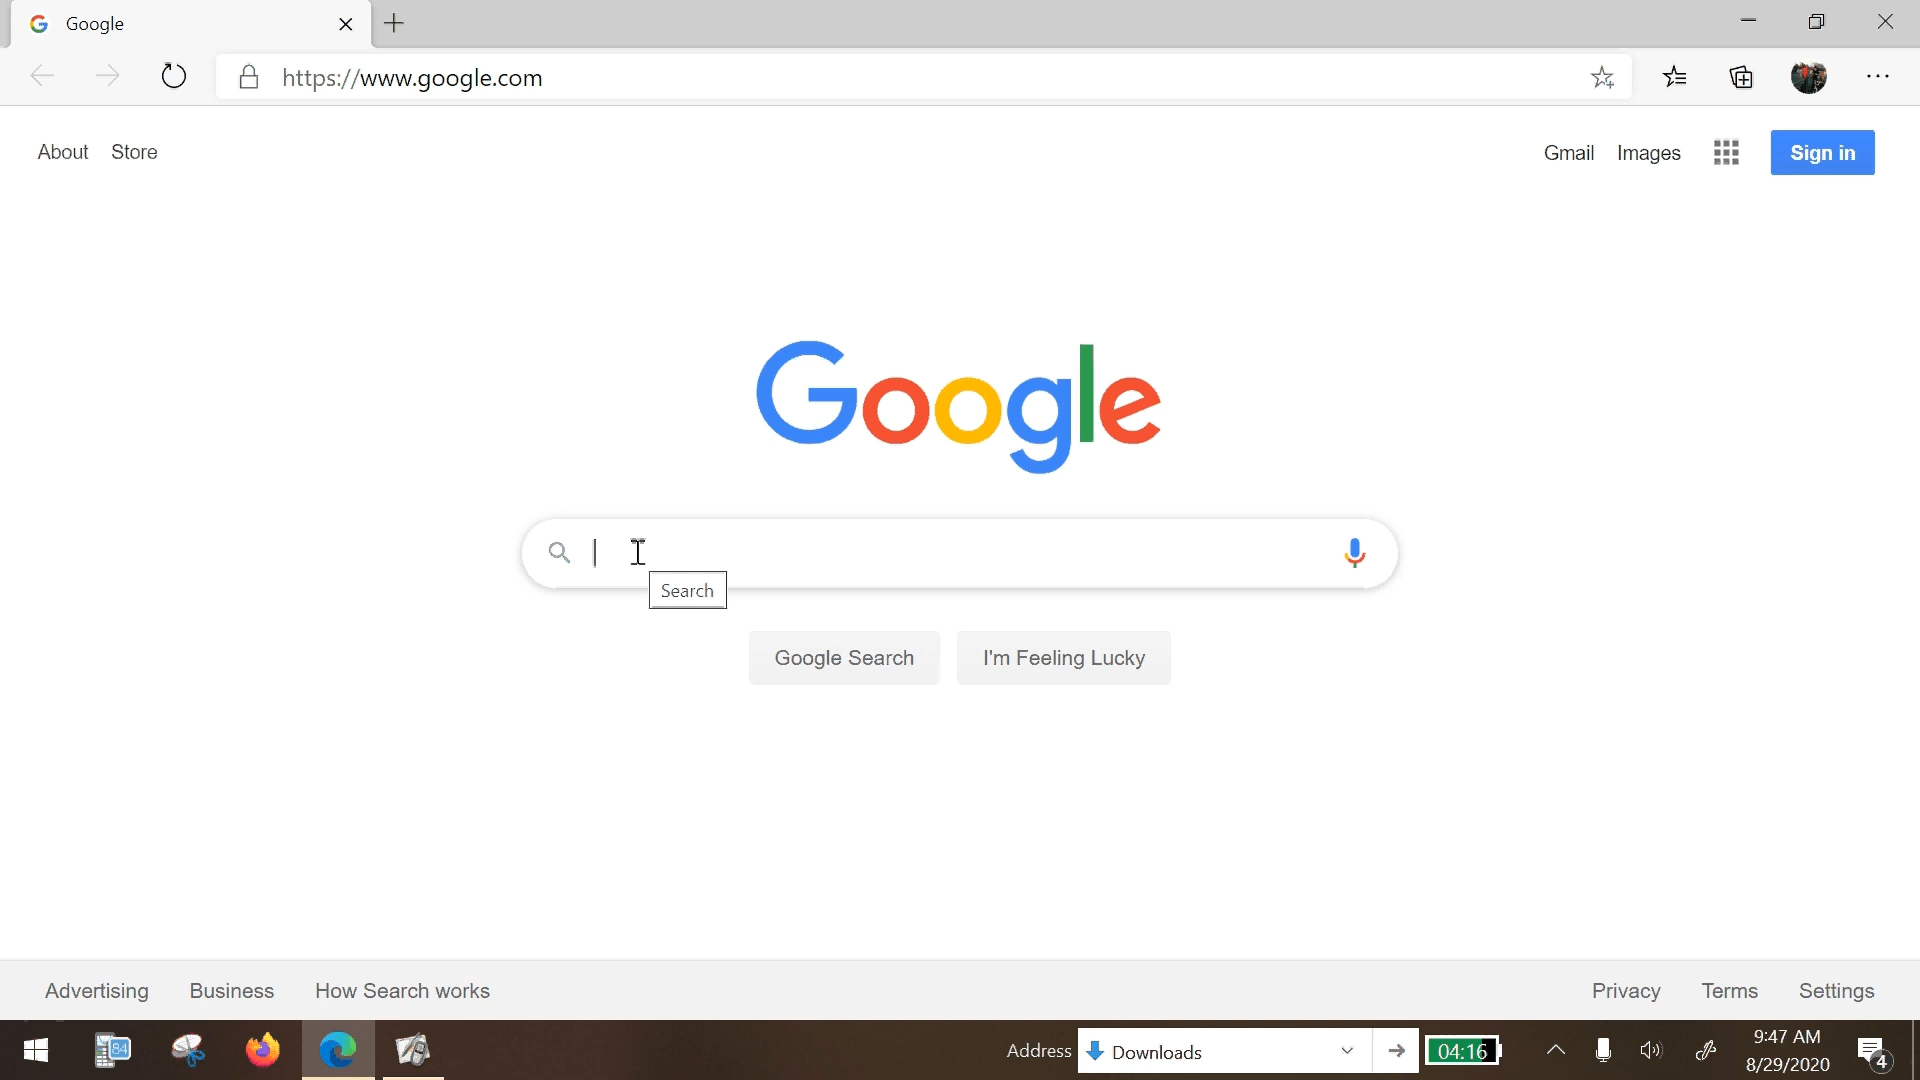 Google
https://www.google.com
About Store
Gmail Images Sign in
Google
Search
Google Search I'm Feeling Lucky
Advertising Business How Search works
Privacy Terms Settings
84
Address Downloads
04:16
9:47 AM
8/29/2020
4